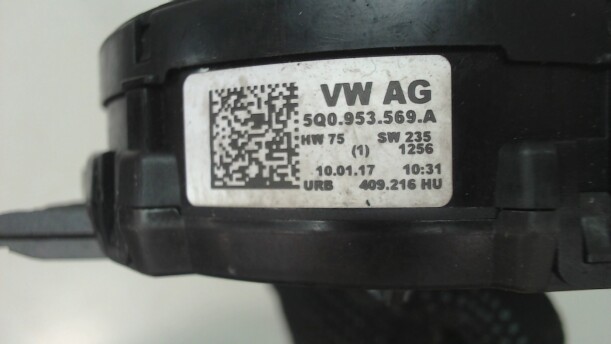 VW AG
5Q0.953.569.A
HW 75 SW 235
(1) 1256
10.01.17 10:31
URB 409.216 HU